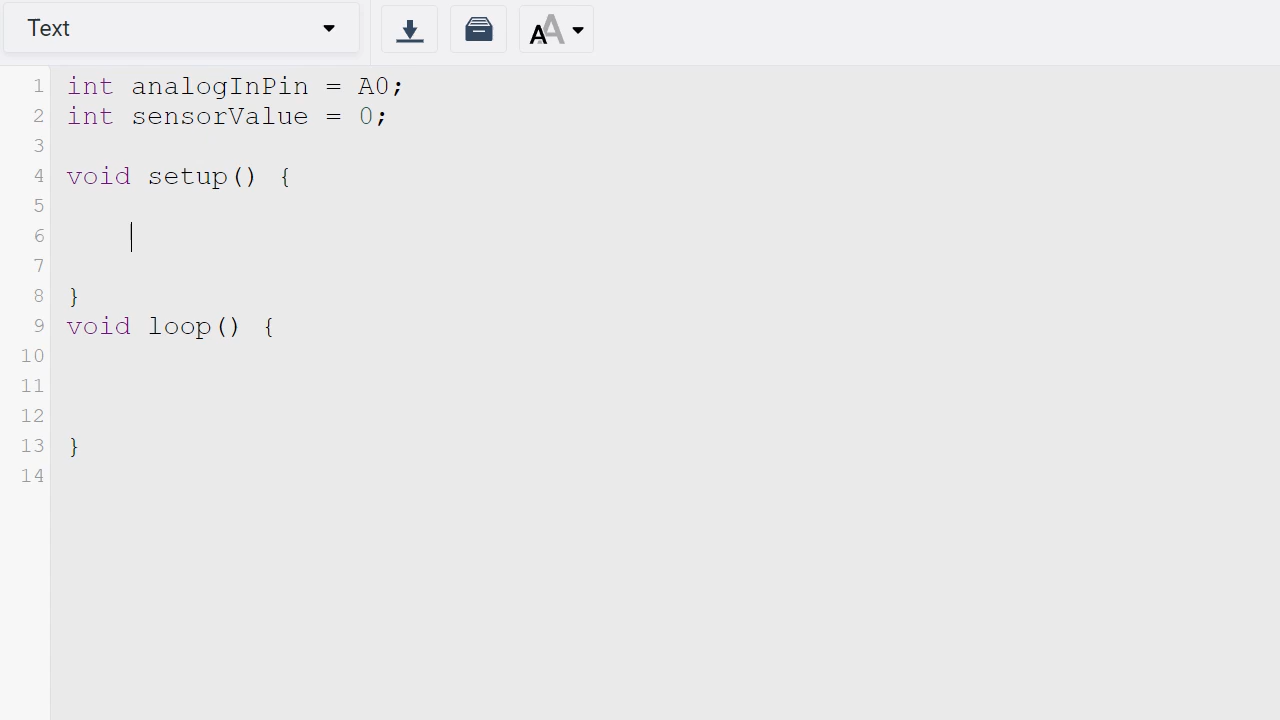 Text
1 int analogInPin = A0;
2 int sensorValue = 0;
3
4 void setup() {
5
6
7
8 }
9 void loop() {
10
11
12
13 }
14